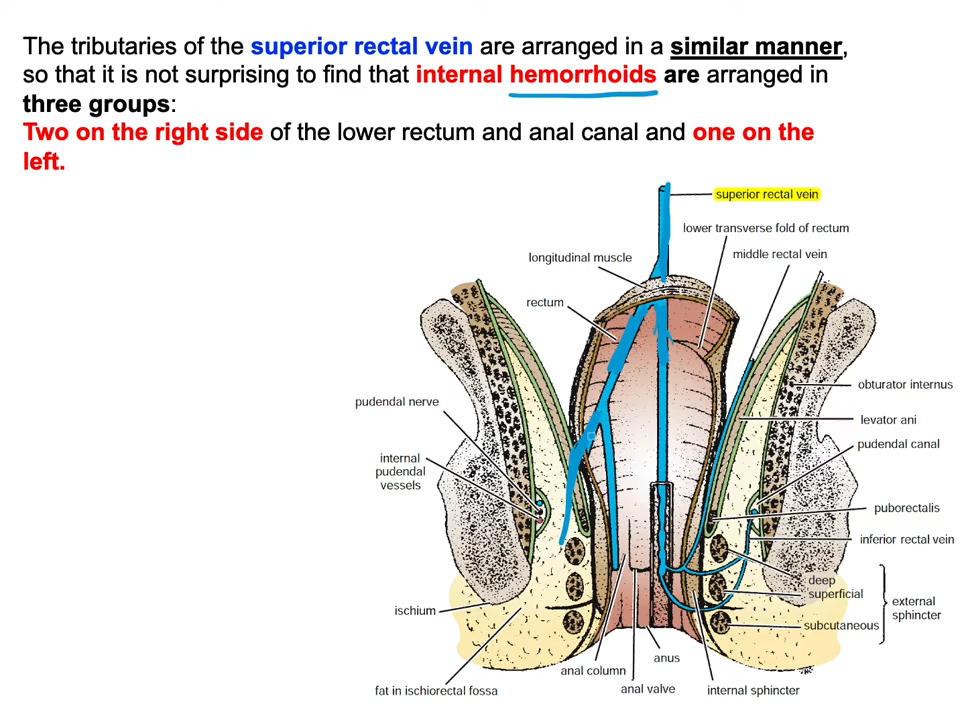 The tributaries of the superior rectal vein are arranged in a similar manner,
so that it is not surprising to find that internal hemorrhoids are arranged in
three groups:
Two on the right side of the lower rectum and anal canal and one on the
left.
superior rectal vein
lower transverse fold of rectum
middle rectal vein
longitudinal muscle
rectum
obturator internus
pudendal nerve
levator ani
pudendal canal
internal
pudendal
vessels
puborectalis
inferior rectal vein
deep
superficial
subcutaneous
external
sphincter
ischium
anus
anal column
anal valve
internal sphincter
fat in ischiorectal fossa